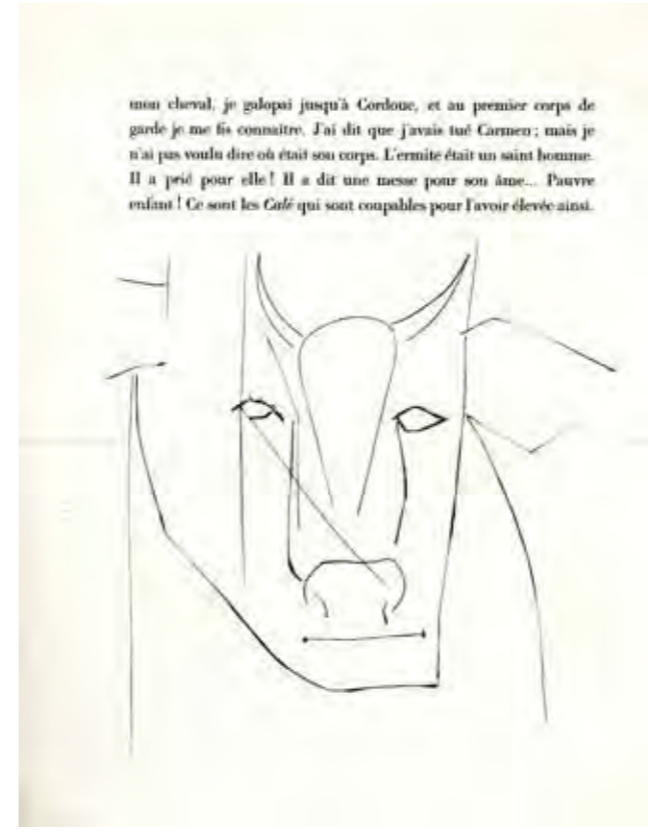 mon cheval, je galopai jusqu'à Cordoue, et au premier corps de
garde je me fis connaître. J'ai dit que j'avais tué Carmen ; mais je
n'ai pas voulu dire où était son corps. L'ermite était un saint homme.
Il a prié pour elle ! Il a dit une messe pour son âme... Pauvre
enfant ! Ce sont les Calé qui sont coupables pour l'avoir élevée ainsi.